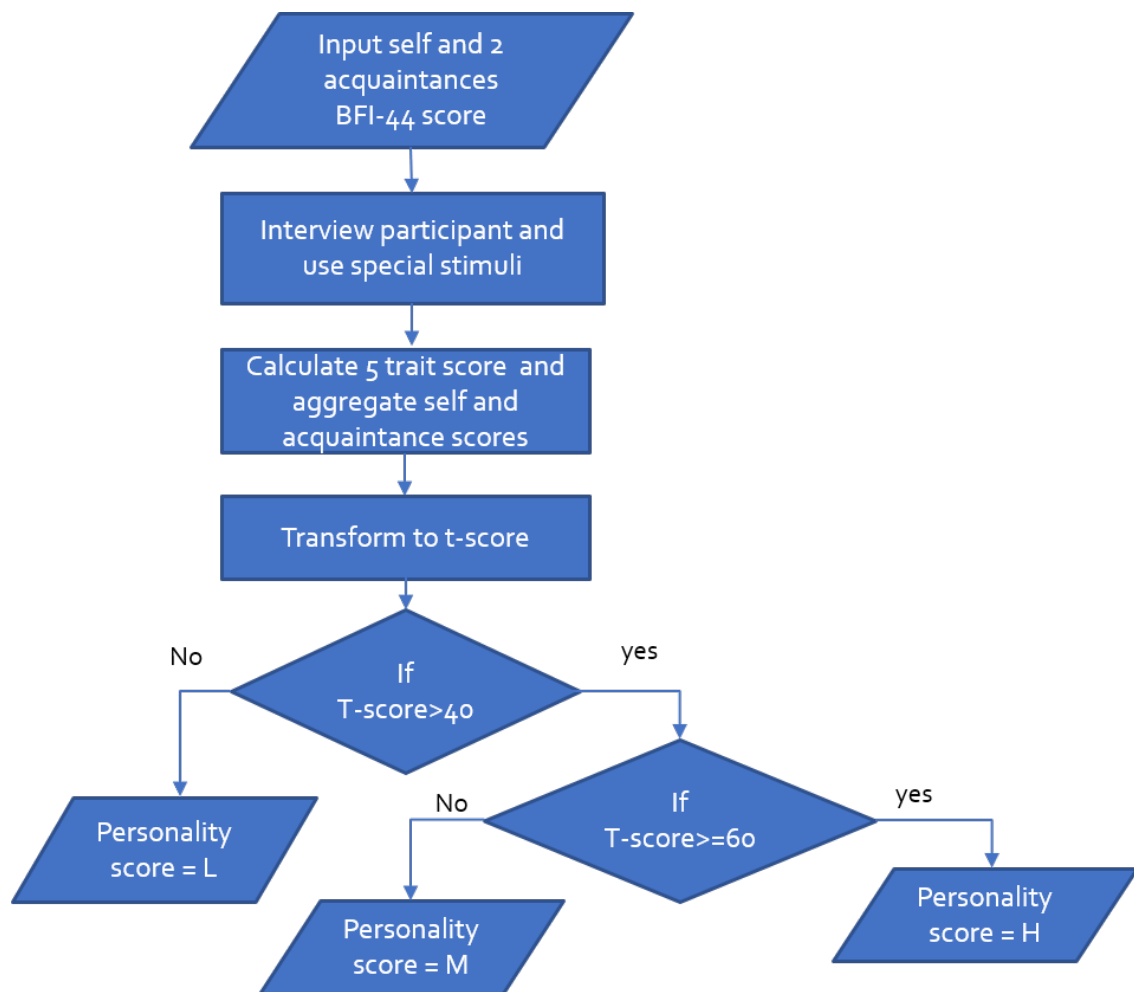 Input self and 2
acquaintances
BFI-44 score
Interview participant and
use special stimuli
Calculate 5 trait score and
aggregate self and
acquaintance scores
Transform to t-score
No
yes
If
T-score>40
No
yes
If
T-score>=60
Personality
score = L
Personality
score = M
Personality
score = H